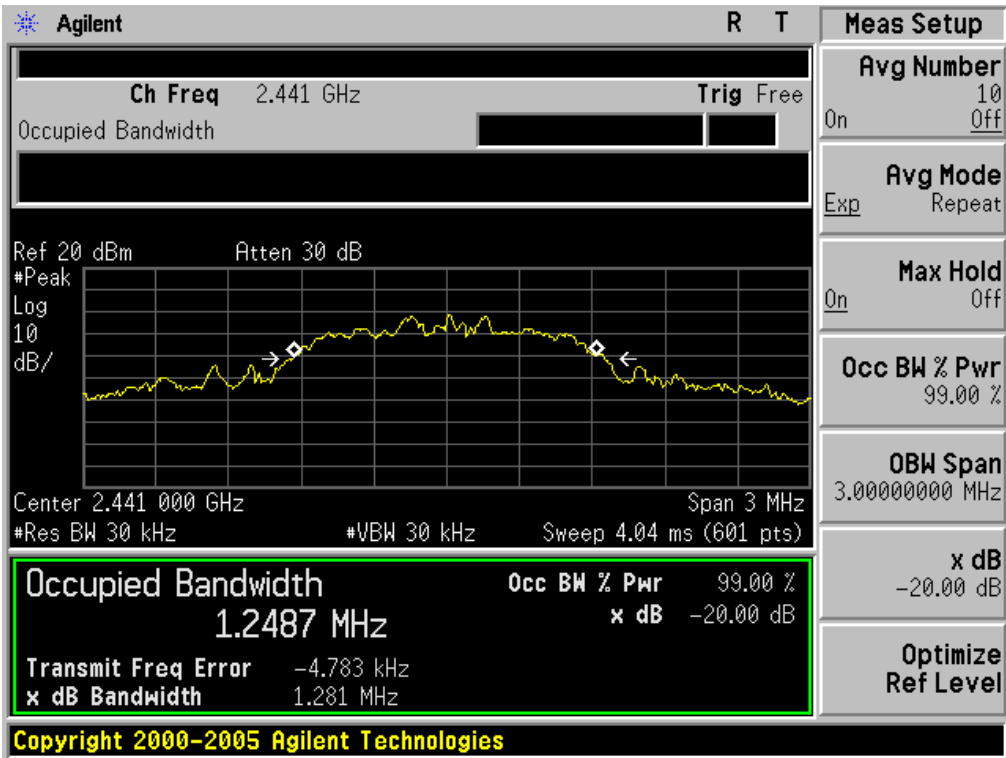 Agilent R T
Ch Freq 2.441 GHz Trig Free
Occupied Bandwidth
Ref 20 dBm Atten 30 dB
#Peak
Log
10
dB/
Center 2.441 000 GHz Span 3 MHz
#Res BW 30 kHz #VBW 30 kHz Sweep 4.04 ms (601 pts)
Occupied Bandwidth Occ BW % Pwr 99.00 %
1.2487 MHz x dB -20.00 dB
Transmit Freq Error -4.783 kHz
x dB Bandwidth 1.281 MHz
Copyright 2000-2005 Agilent Technologies
Meas Setup
Avg Number
10
On Off
Avg Mode
Exp Repeat
Max Hold
On Off
Occ BW % Pwr
99.00 %
OBW Span
3.00000000 MHz
x dB
-20.00 dB
Optimize
Ref Level